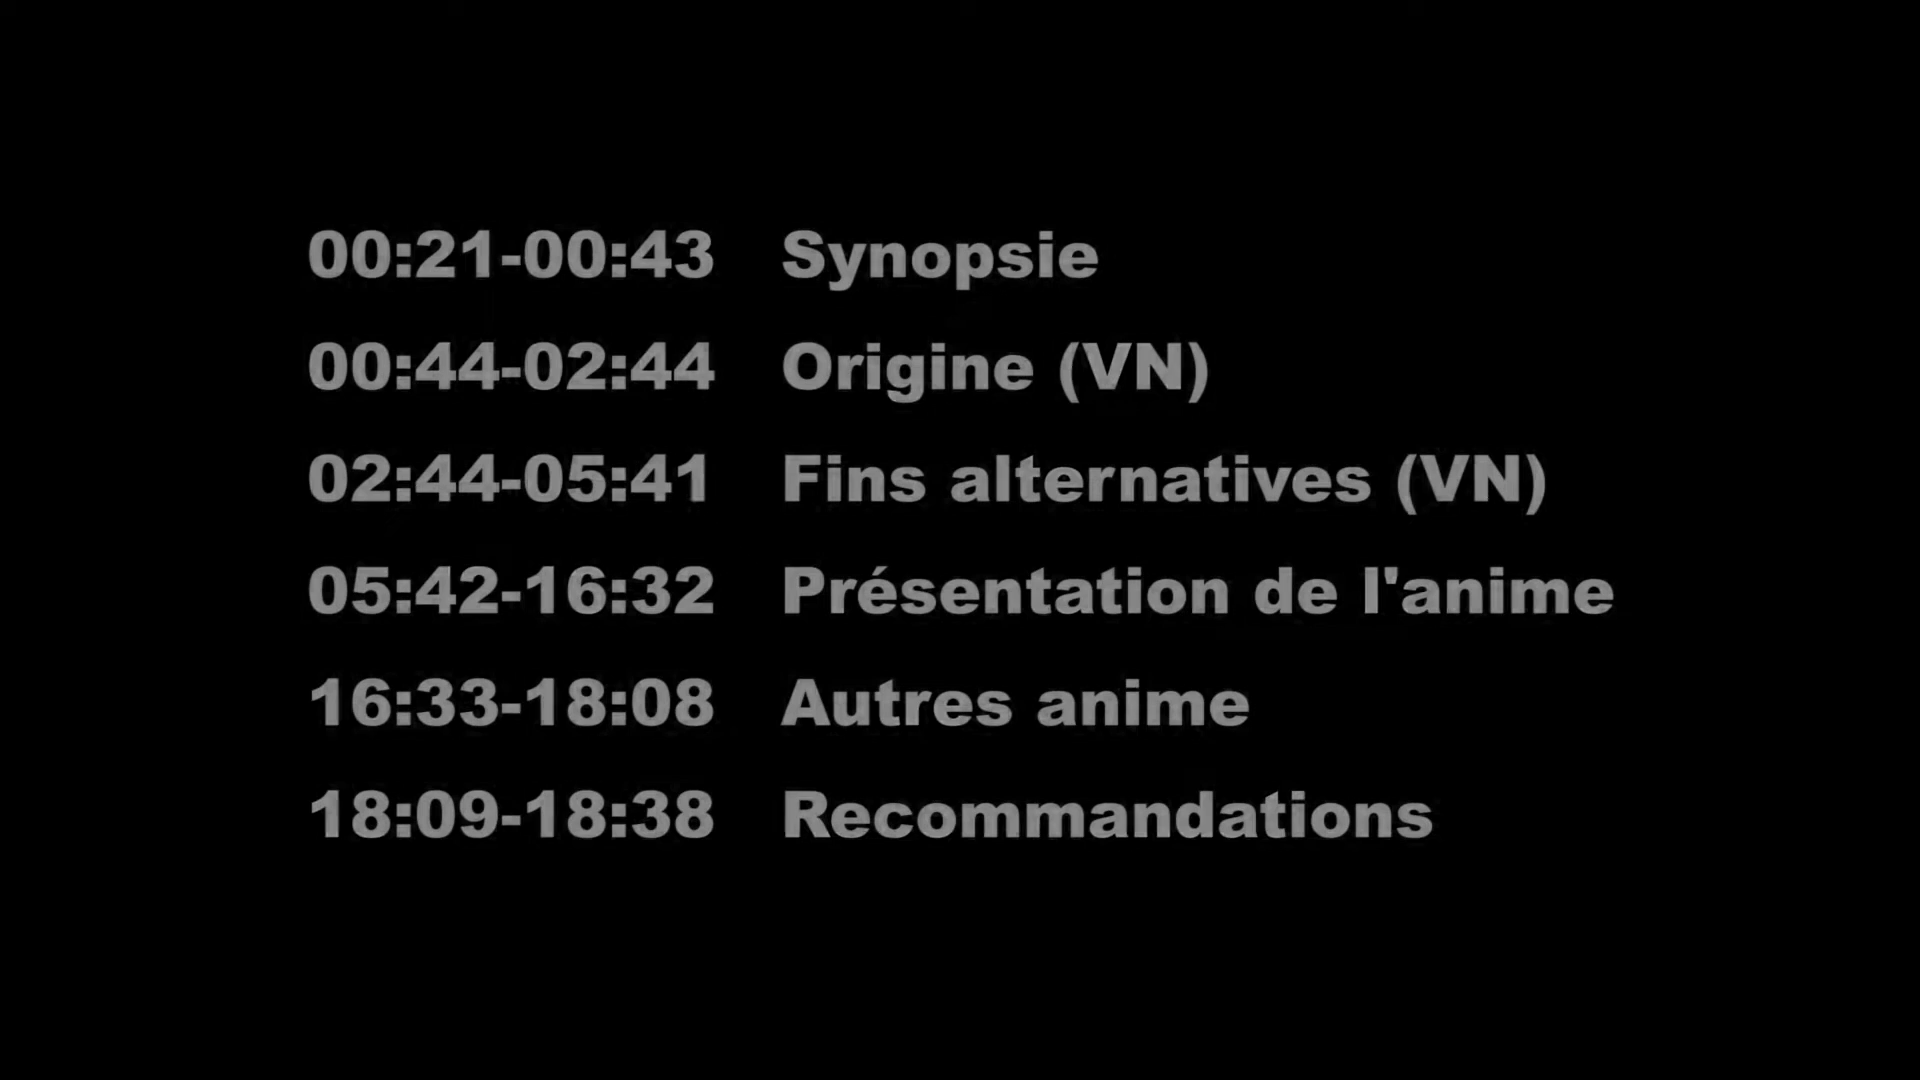 00:21-00:43 Synopsie
00:44-02:44 Origine (VN)
02:44-05:41 Fins alternatives (VN)
05:42-16:32 Présentation de l'anime
16:33-18:08 Autres anime
18:09-18:38 Recommandations